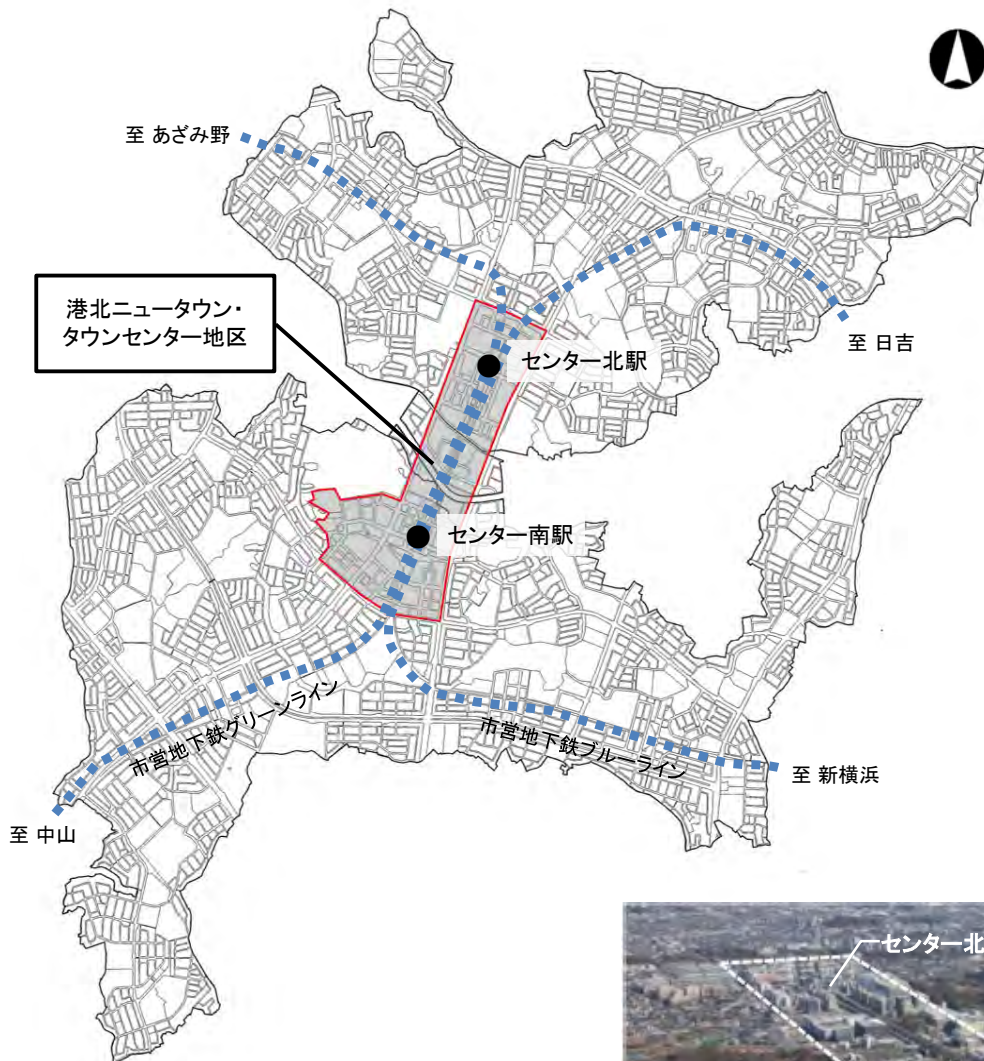 至 あざみ野
港北ニュータウン・
タウンセンター地区
センター北駅
至 日吉
センター南駅
市営地下鉄グリーンライン
市営地下鉄ブルーライン
至 新横浜
至 中山
センター北